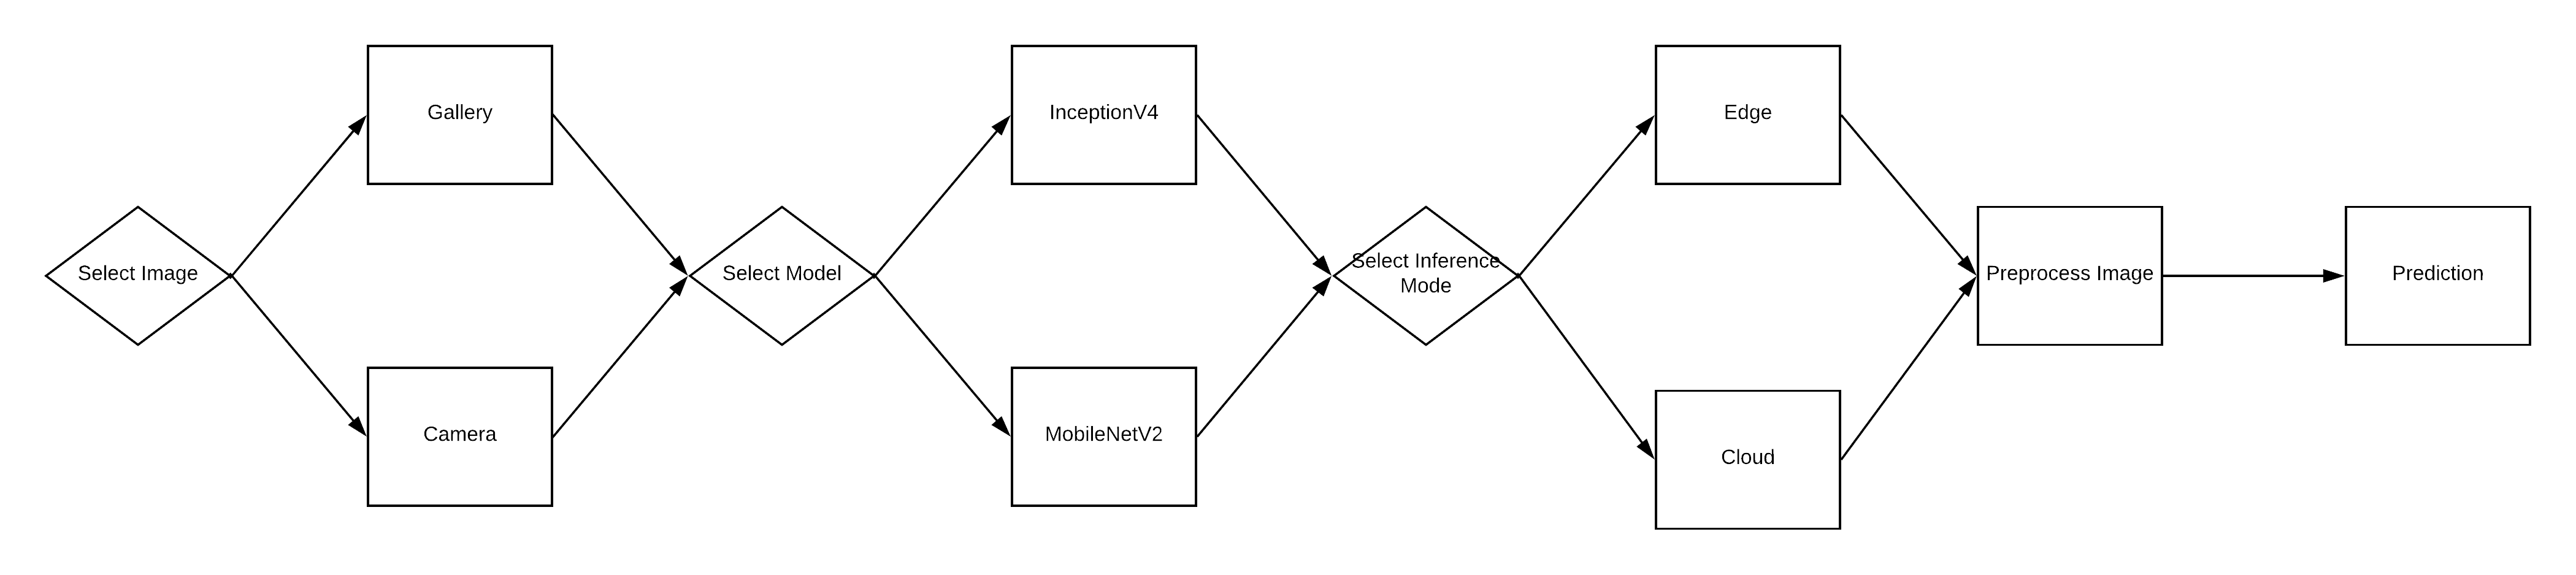 Select Image
Gallery
Camera
Select Model
InceptionV4
MobileNetV2
Select Inference
Mode
Edge
Cloud
Preprocess Image
Prediction